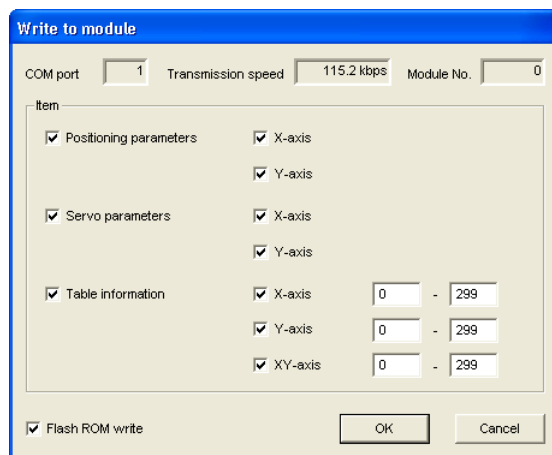 Write to module
COM port 1 Transmission speed 115.2 kbps Module No. 0
Item
Positioning parameters X-axis
Y-axis
Servo parameters X-axis
Y-axis
Table information X-axis 0 - 299
Y-axis 0 - 299
XY-axis 0 - 299
Flash ROM write OK Cancel